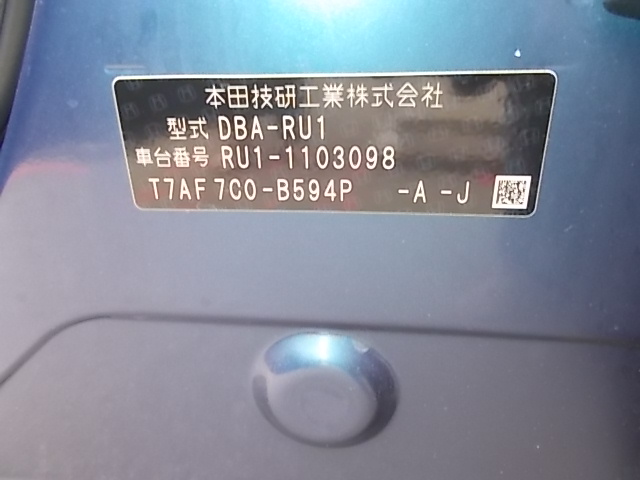 本田技研工業株式会社
型式 DBA-RU1
車台番号 RU1-1103098
T7AF7C0-B594P -A -J